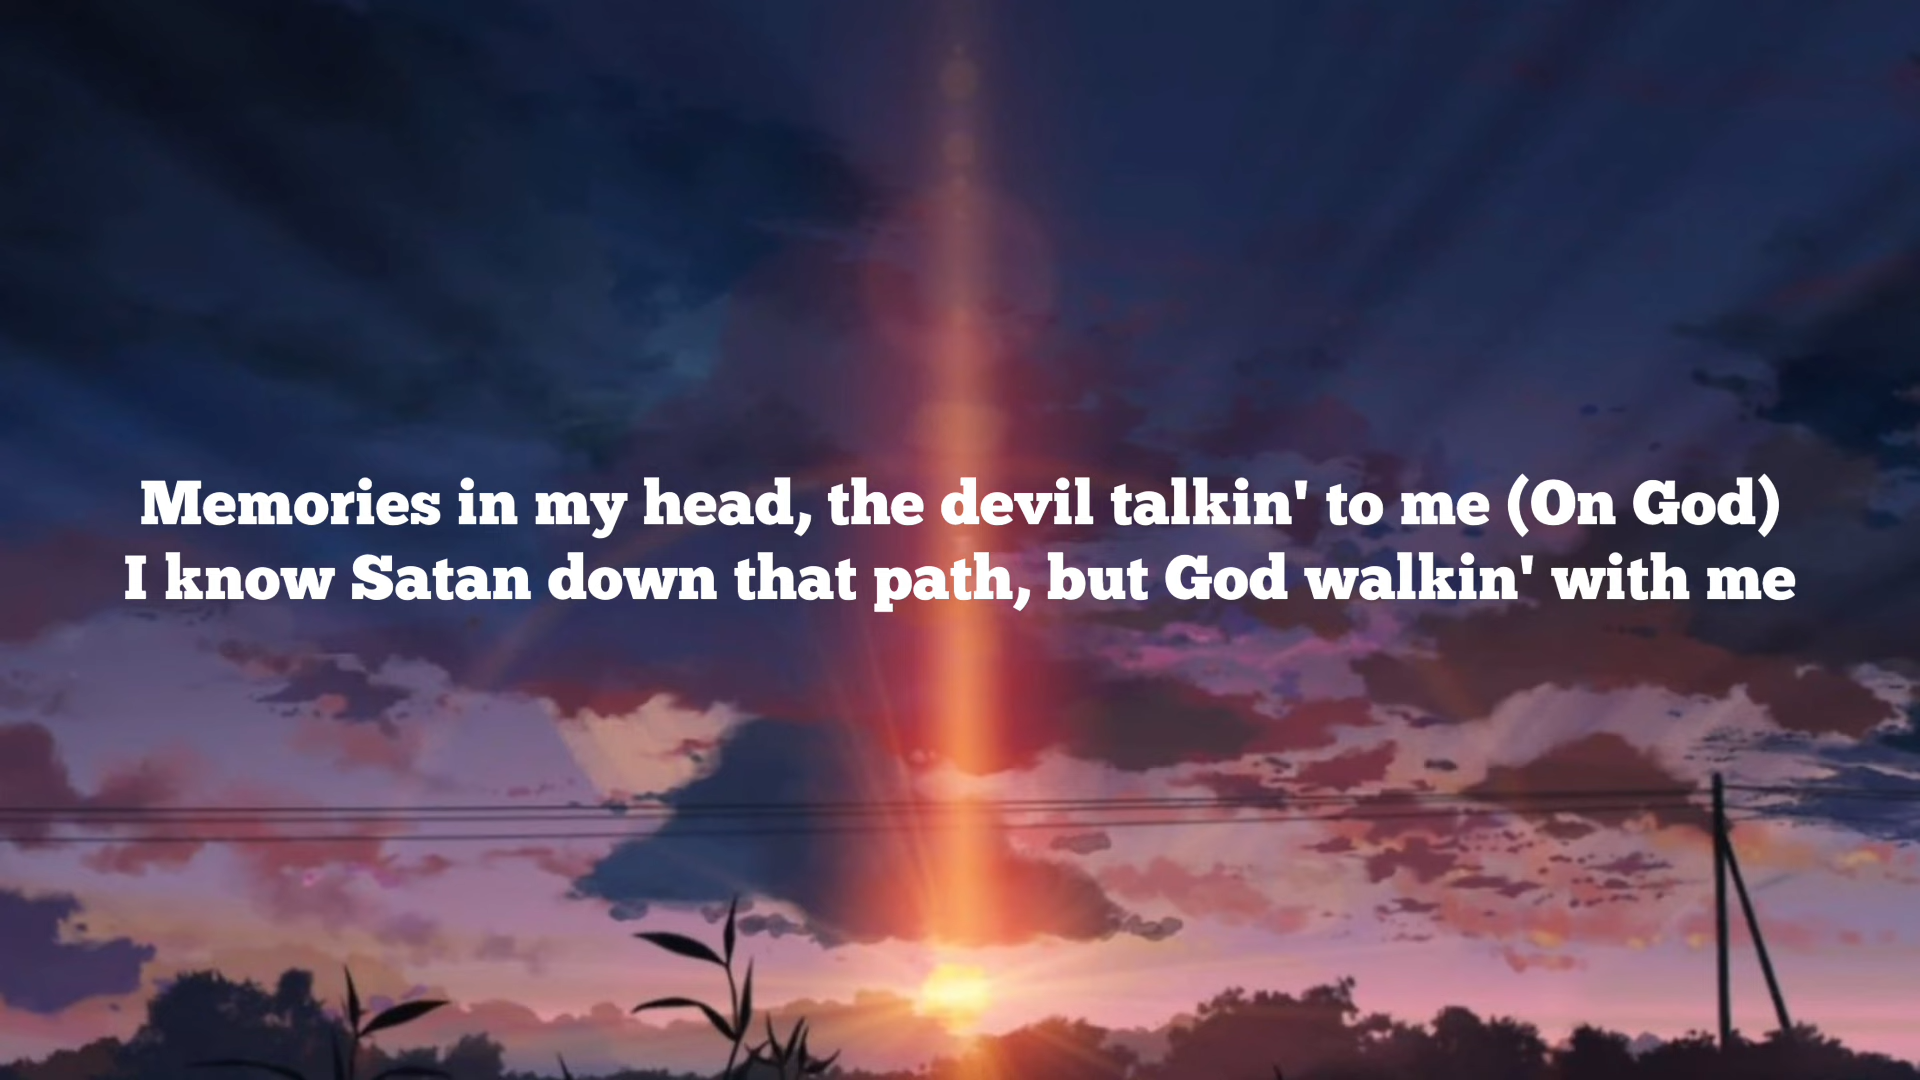 Memories in my head, the devil talkin' to me (On God)
I know Satan down that path, but God walkin' with me